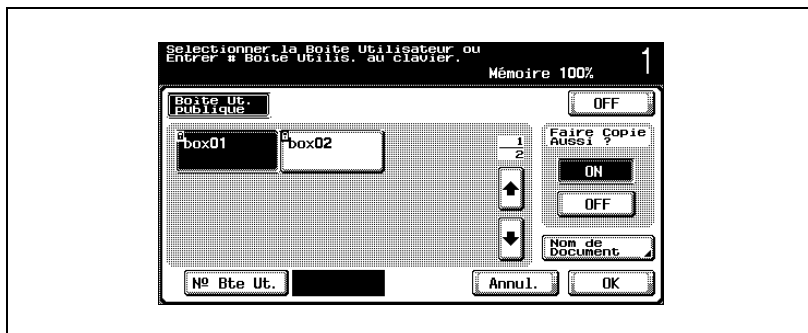 Selectionner la Boite Utilisateur ou
Entrer # Boite Utilis. au clavier.
Mémoire 100%
1
Boite Ut.
Publique
OFF
box01
box02
1
2
Faire Copie
Aussi ?
ON
OFF
Nom de
Document
Nº Bte Ut.
Annul.
OK